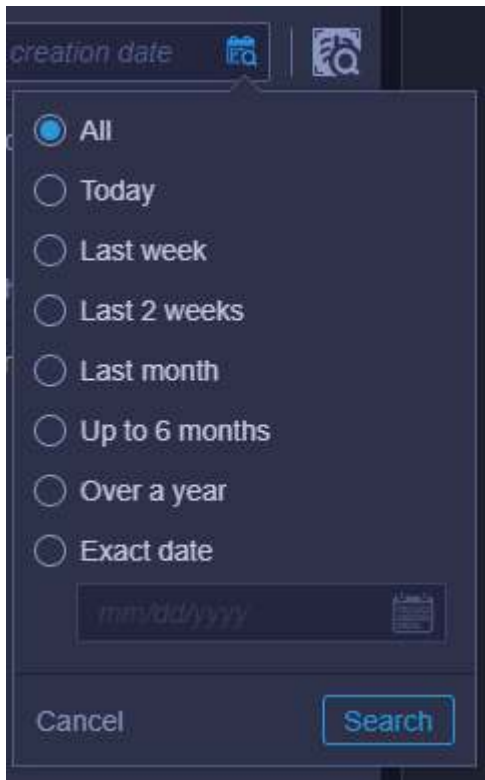 creation date
All
Today
Last week
Last 2 weeks
Last month
Up to 6 months
Over a year
Exact date
mm/dd/yyyy
Cancel
Search